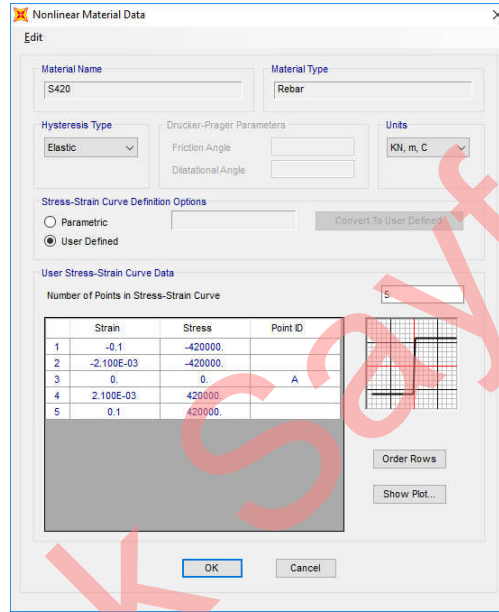 Nonlinear Material Data
Edit
Material Name
Material Type
S420
Rebar
Hysteresis Type
Drucker-Prager Parameters
Units
Elastic
Friction Angle
KN, m, C
Dilatational Angle
Stress-Strain Curve Definition Options
Parametric
Convert To User Defined
User Defined
User Stress-Strain Curve Data
Number of Points in Stress-Strain Curve
5
Strain Stress Point ID
1 -0.1 -420000.
2 -2.100E-03 -420000.
3 0. 0. A
4 2.100E-03 420000.
5 0.1 420000.
Order Rows
Show Plot...
OK
Cancel